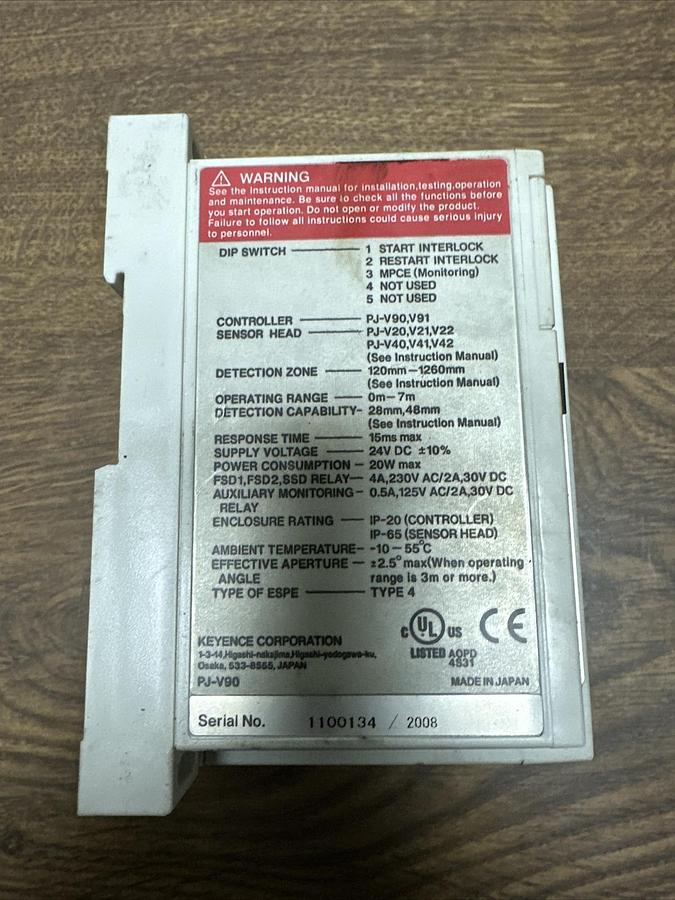 WARNING
See the Instruction manual for installation,testing,operation
and maintenance. Be sure to check all the functions before
you start operation. Do not open or modify the product.
Failure to follow all instructions could cause serious injury
to personnel.
DIP SWITCH 1 START INTERLOCK
2 RESTART INTERLOCK
3 MPCE (Monitoring)
4 NOT USED
5 NOT USED
CONTROLLER PJ-V90,V91
SENSOR HEAD PJ-V20,V21,V22
PJ-V40,V41,V42
(See Instruction Manual)
DETECTION ZONE 120mm-1260mm
(See Instruction Manual)
OPERATING RANGE 0m-7m
DETECTION CAPABILITY 28mm,48mm
(See Instruction Manual)
RESPONSE TIME 15ms max
SUPPLY VOLTAGE 24V DC ±10%
POWER CONSUMPTION 20W max
FSD1,FSD2,SSD RELAY 4A,230V AC/2A,30V DC
AUXILIARY MONITORING 0.5A,125V AC/2A,30V DC
RELAY
ENCLOSURE RATING IP-20 (CONTROLLER)
IP-65 (SENSOR HEAD)
AMBIENT TEMPERATURE -10-55°C
EFFECTIVE APERTURE ±2.5° max(When operating
ANGLE range is 3m or more.)
TYPE OF ESPE TYPE 4
c UL us CE
LISTED AOPD
4S31
KEYENCE CORPORATION
1-3-14,Higashi-nakajima,Higashi-yodogawa-ku,
Osaka, 533-8555, JAPAN
PJ-V90 MADE IN JAPAN
Serial No. 1100134 / 2008